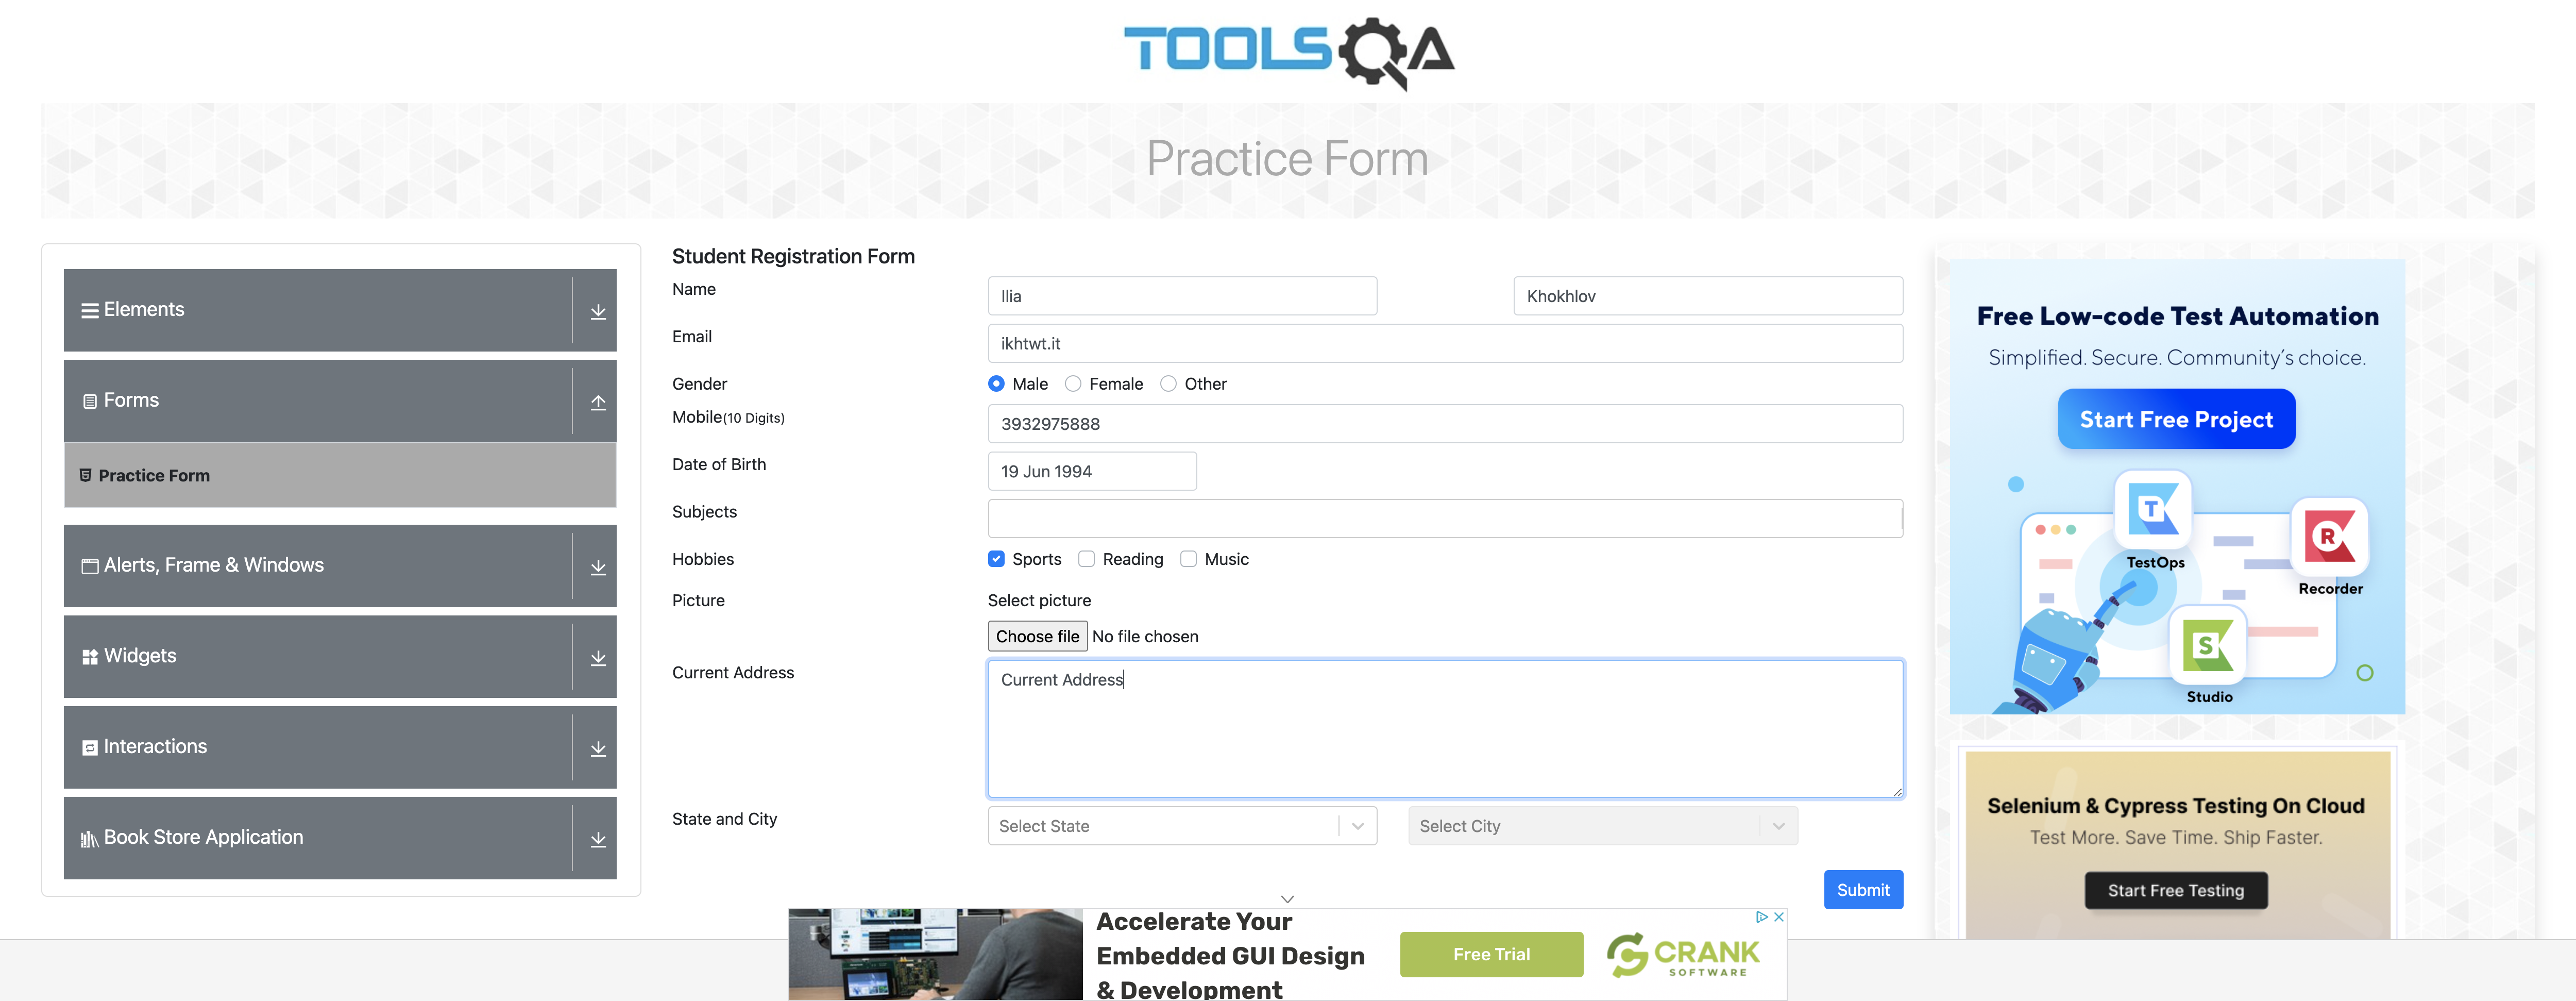 TOOLSQA
Practice Form
Elements
Forms
Practice Form
Alerts, Frame & Windows
Widgets
Interactions
Book Store Application
Student Registration Form
Name Ilia Khokhlov
Email ikhtwt.it
Gender Male Female Other
Mobile(10 Digits) 3932975888
Date of Birth 19 Jun 1994
Subjects
Hobbies Sports Reading Music
Picture Select picture
Choose file No file chosen
Current Address Current Address
State and City Select State Select City
Submit
Free Low-code Test Automation
Simplified. Secure. Community's choice.
Start Free Project
T
TestOps
R
Recorder
S
Studio
Selenium & Cypress Testing On Cloud
Test More. Save Time. Ship Faster.
Start Free Testing
Accelerate Your
Embedded GUI Design
& Development
Free Trial
CRANK
SOFTWARE